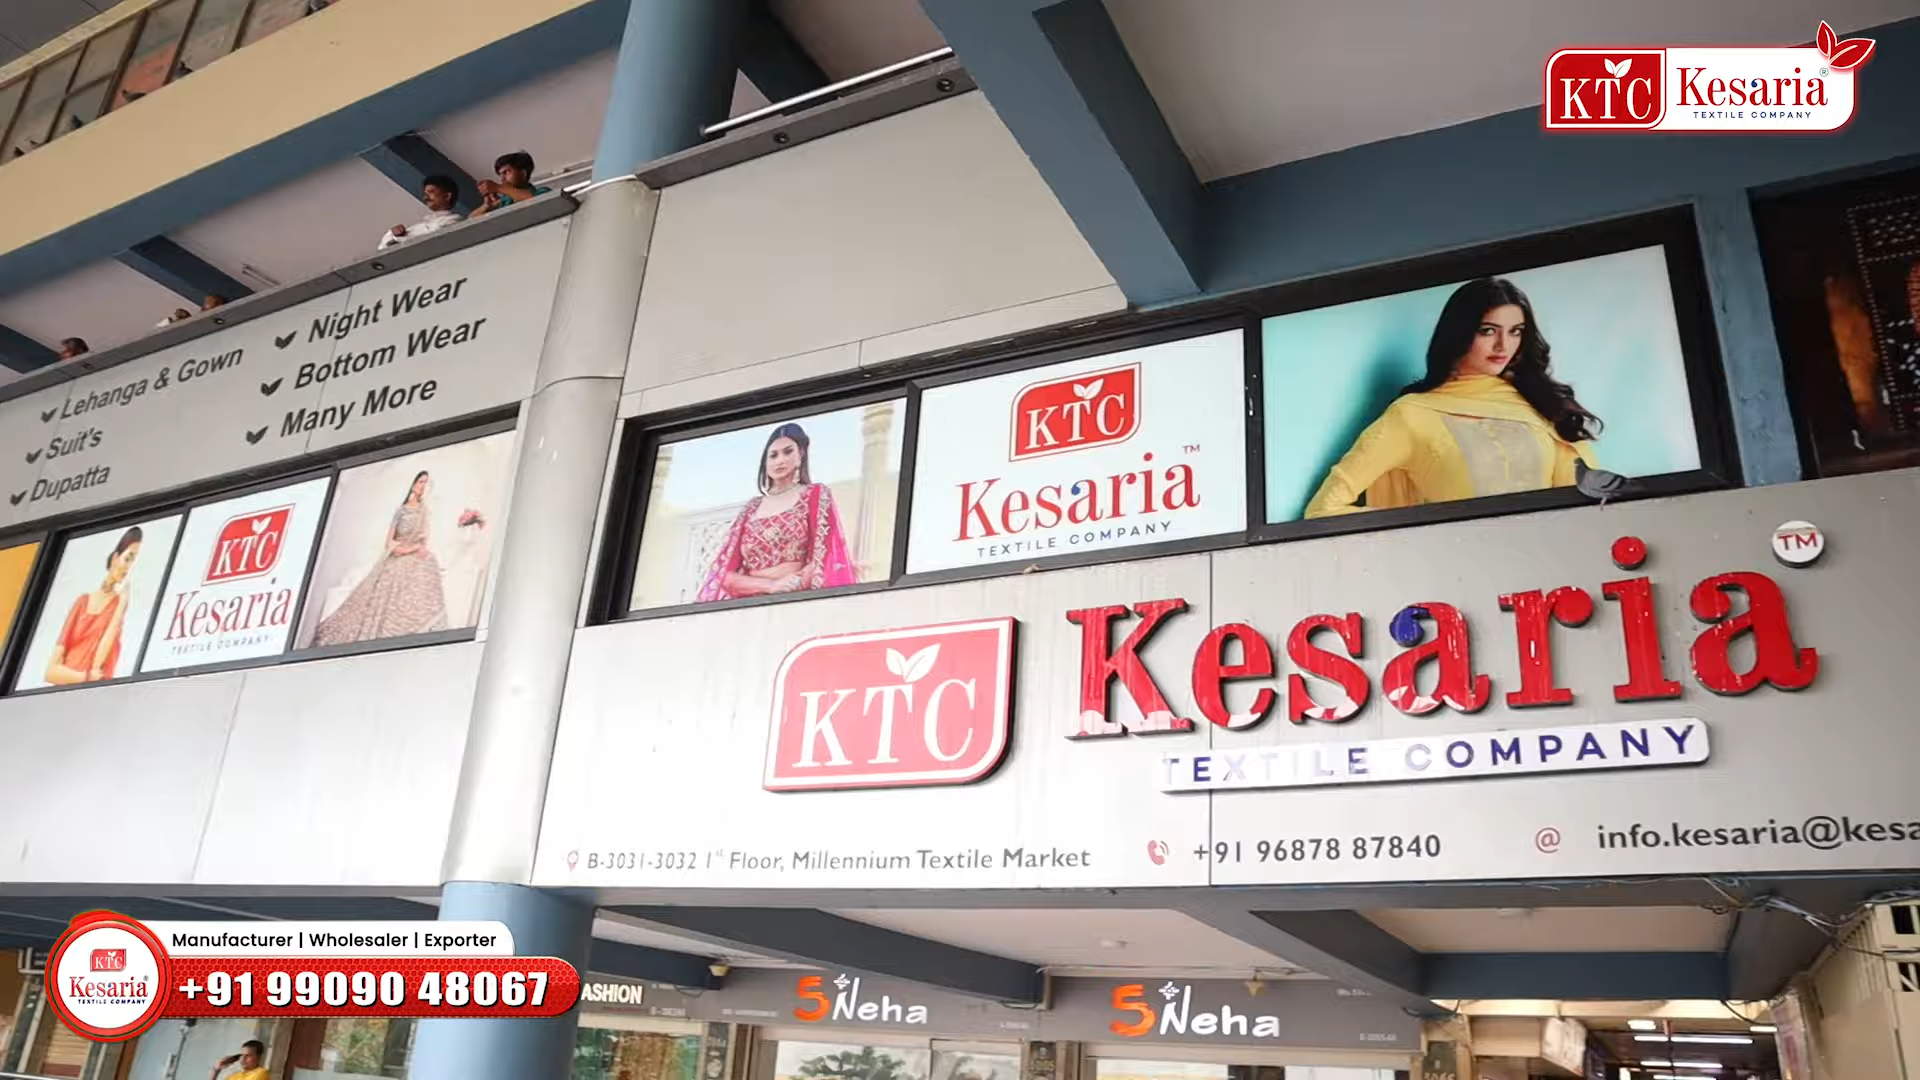 KTC Kesaria®
TEXTILE COMPANY
Lehanga & Gown
Suit's
Dupatta
Night Wear
Bottom Wear
Many More
KTC
Kesaria
TEXTILE COMPANY
KTC
Kesaria™
TEXTILE COMPANY
KTC
Kesaria TM
TEXTILE COMPANY
B-3031-3032 1st Floor, Millennium Textile Market
+91 96878 87840
@ info.kesaria@kesa
KTC
Kesaria®
TEXTILE COMPANY
Manufacturer | Wholesaler | Exporter
+91 99090 48067
ASHION
5 Neha
5 Neha